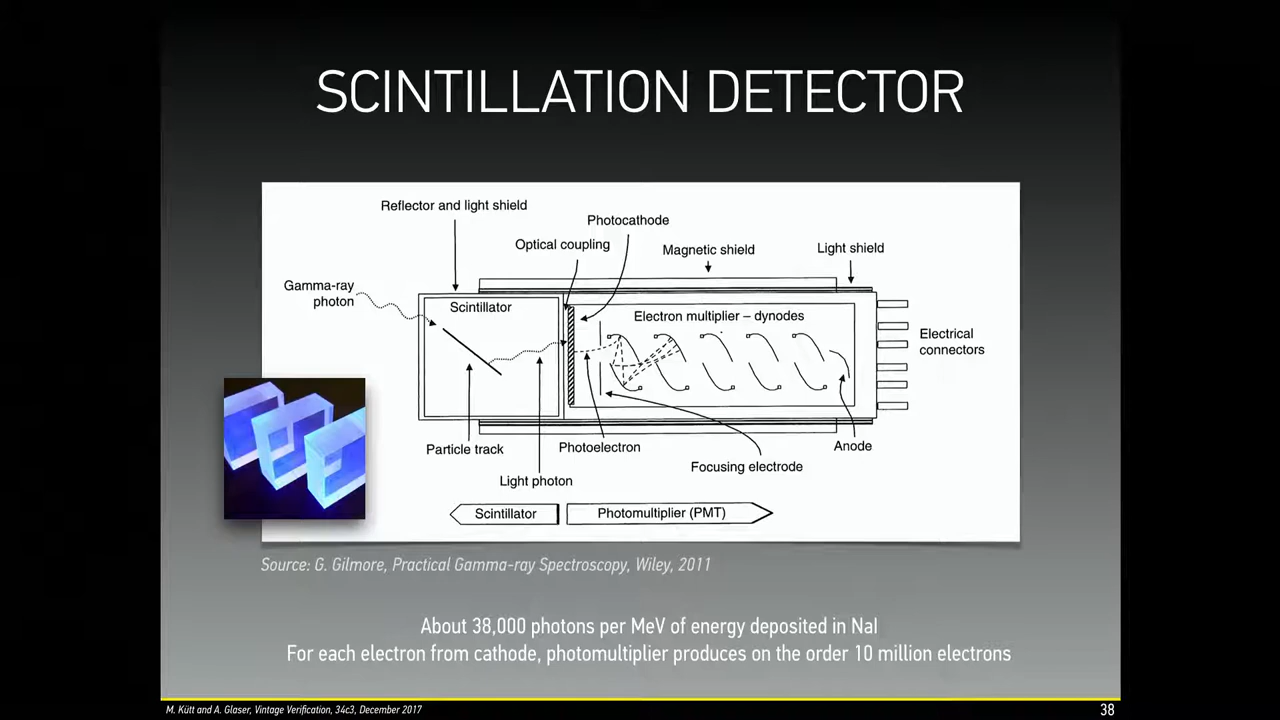 SCINTILLATION DETECTOR
Reflector and light shield
Photocathode
Optical coupling
Magnetic shield
Light shield
Gamma-ray
photon
Scintillator
Electron multiplier – dynodes
Electrical
connectors
Particle track
Photoelectron
Anode
Focusing electrode
Light photon
Scintillator
Photomultiplier (PMT)
Source: G. Gilmore, Practical Gamma-ray Spectroscopy, Wiley, 2011
About 38,000 photons per MeV of energy deposited in NaI
For each electron from cathode, photomultiplier produces on the order 10 million electrons
M. Kütt and A. Glaser, Vintage Verification, 34c3, December 2017
38